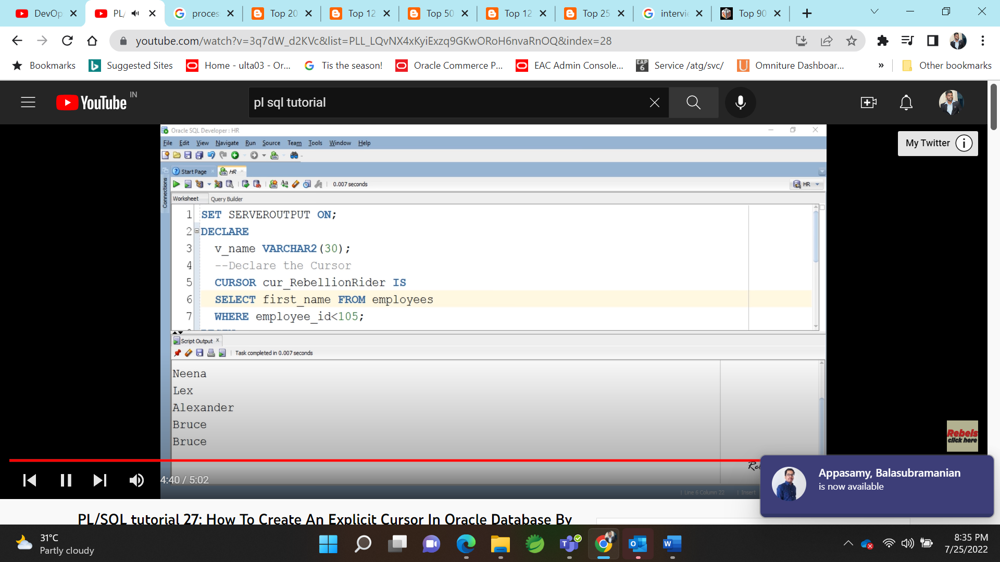 DevOp
PL/
proces
Top 20
Top 12
Top 50
Top 12
Top 25
intervi
Top 90
youtube.com/watch?v=3q7dW_d2KVc&list=PLL_LQvNX4xKyiExzq9GKwORoH6nvaRnOQ&index=28
Bookmarks
Suggested Sites
Home - ulta03 - Or...
Tis the season!
Oracle Commerce P...
EAC Admin Console...
EAP 6
Service /atg/svc/
Omniture Dashboar...
»
Other bookmarks
YouTube IN
pl sql tutorial
Oracle SQL Developer : HR
My Twitter
File Edit View Navigate Run Source Team Tools Window Help
Start Page
HR
0.007 seconds
HR
Connections
Worksheet Query Builder
1 SET SERVEROUTPUT ON;
2 DECLARE
3 v_name VARCHAR2(30);
4 --Declare the Cursor
5 CURSOR cur_RebellionRider IS
6 SELECT first_name FROM employees
7 WHERE employee_id<105;
Script Output
Task completed in 0.007 seconds
Neena
Lex
Alexander
Bruce
Bruce
Rebels
click here
4:40 / 5:02
Line 6 Column 22
Insert
Appasamy, Balasubramanian
is now available
PL/SQL tutorial 27: How To Create An Explicit Cursor In Oracle Database By
31°C
Partly cloudy
8:35 PM
7/25/2022